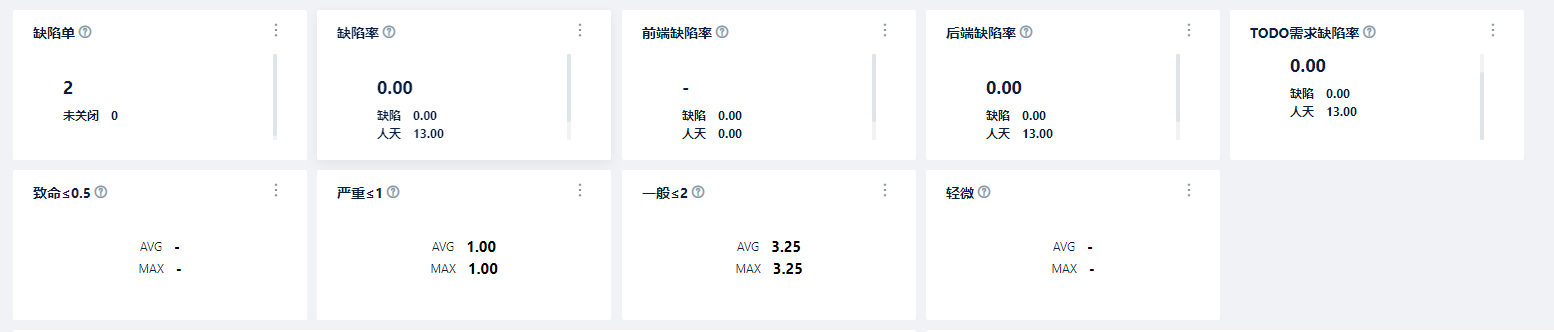 缺陷单
2
未关闭 0
缺陷率
0.00
缺陷 0.00
人天 13.00
前端缺陷率
-
缺陷 0.00
人天 0.00
后端缺陷率
0.00
缺陷 0.00
人天 13.00
TODO需求缺陷率
0.00
缺陷 0.00
人天 13.00
致命≤0.5
AVG -
MAX -
严重≤1
AVG 1.00
MAX 1.00
一般≤2
AVG 3.25
MAX 3.25
轻微
AVG -
MAX -